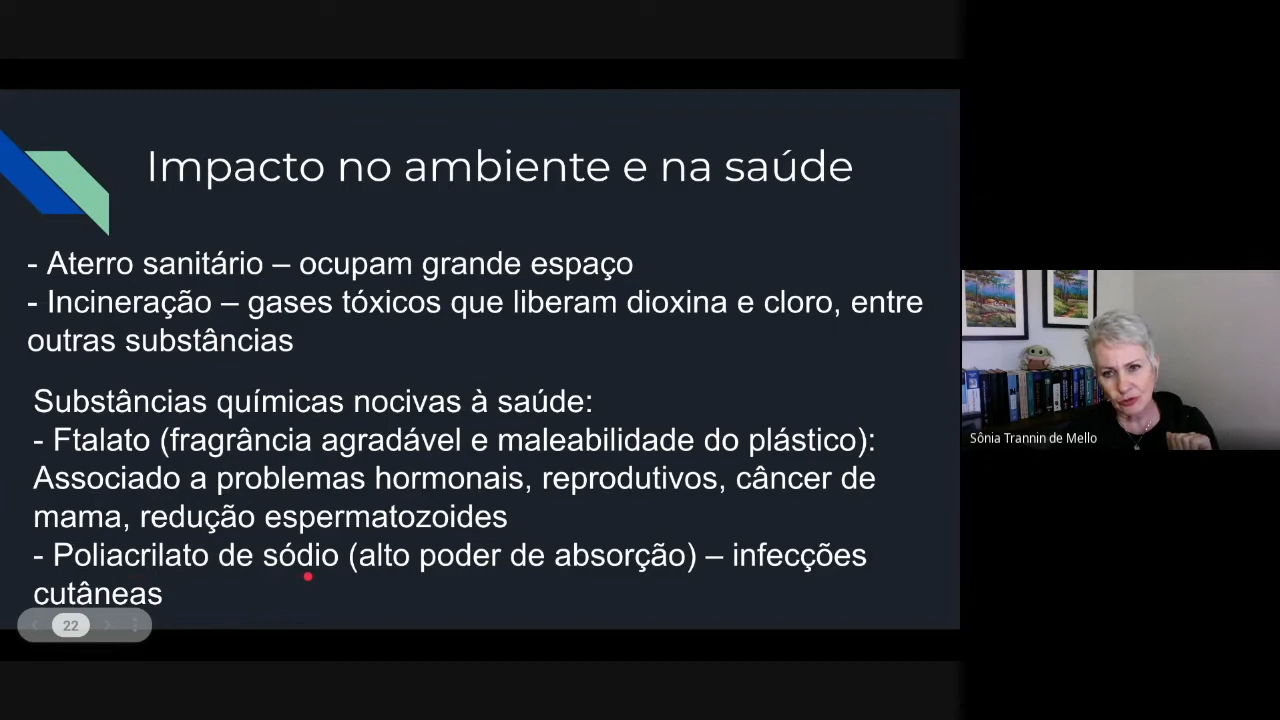 Impacto no ambiente e na saúde
- Aterro sanitário – ocupam grande espaço
- Incineração – gases tóxicos que liberam dioxina e cloro, entre
outras substâncias
Substâncias químicas nocivas à saúde:
- Ftalato (fragrância agradável e maleabilidade do plástico):
Associado a problemas hormonais, reprodutivos, câncer de
mama, redução espermatozoides
- Poliacrilato de sódio (alto poder de absorção) – infecções
cutâneas
22
Sônia Trannin de Mello